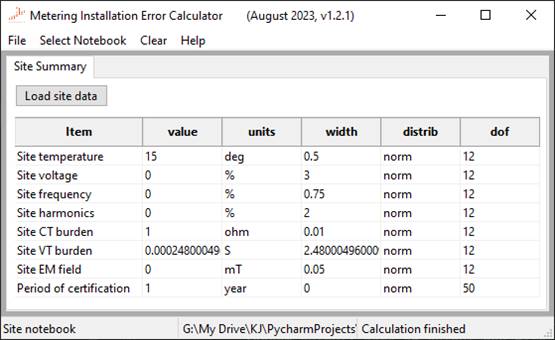 Metering Installation Error Calculator (August 2023, v1.2.1)
File Select Notebook Clear Help
Site Summary
Load site data
Item value units width distrib dof
Site temperature 15 deg 0.5 norm 12
Site voltage 0 % 3 norm 12
Site frequency 0 % 0.75 norm 12
Site harmonics 0 % 2 norm 12
Site CT burden 1 ohm 0.01 norm 12
Site VT burden 0.00024800049 S 2.48000496000 norm 12
Site EM field 0 mT 0.05 norm 12
Period of certification 1 year 0 norm 50
Site notebook G:\My Drive\KJ\PycharmProjects\ Calculation finished